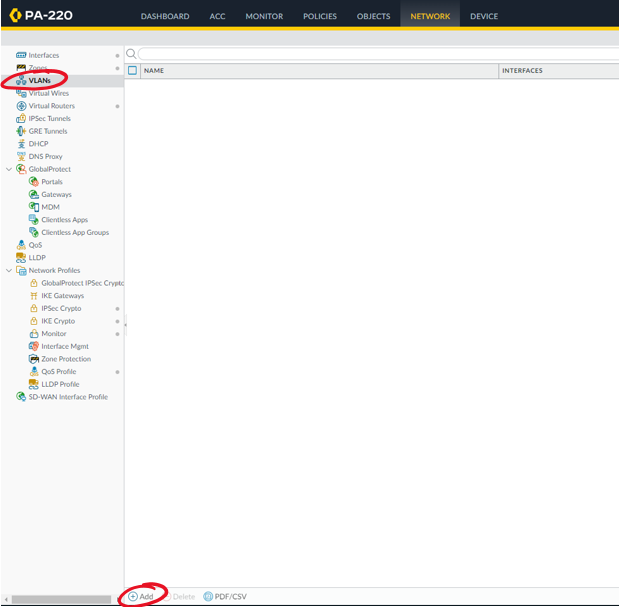 PA-220 DASHBOARD ACC MONITOR POLICIES OBJECTS NETWORK DEVICE
Interfaces
Zones
VLANs
Virtual Wires
Virtual Routers
IPSec Tunnels
GRE Tunnels
DHCP
DNS Proxy
GlobalProtect
Portals
Gateways
MDM
Clientless Apps
Clientless App Groups
QoS
LLDP
Network Profiles
GlobalProtect IPSec Crypto
IKE Gateways
IPSec Crypto
IKE Crypto
Monitor
Interface Mgmt
Zone Protection
QoS Profile
LLDP Profile
SD-WAN Interface Profile
NAME INTERFACES
Add Delete PDF/CSV